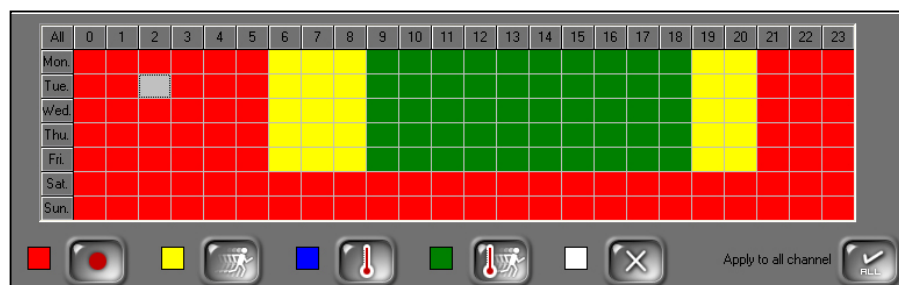 All 0 1 2 3 4 5 6 7 8 9 10 11 12 13 14 15 16 17 18 19 20 21 22 23
Mon.
Tue.
Wed.
Thu.
Fri.
Sat.
Sun.
Apply to all channel
ALL